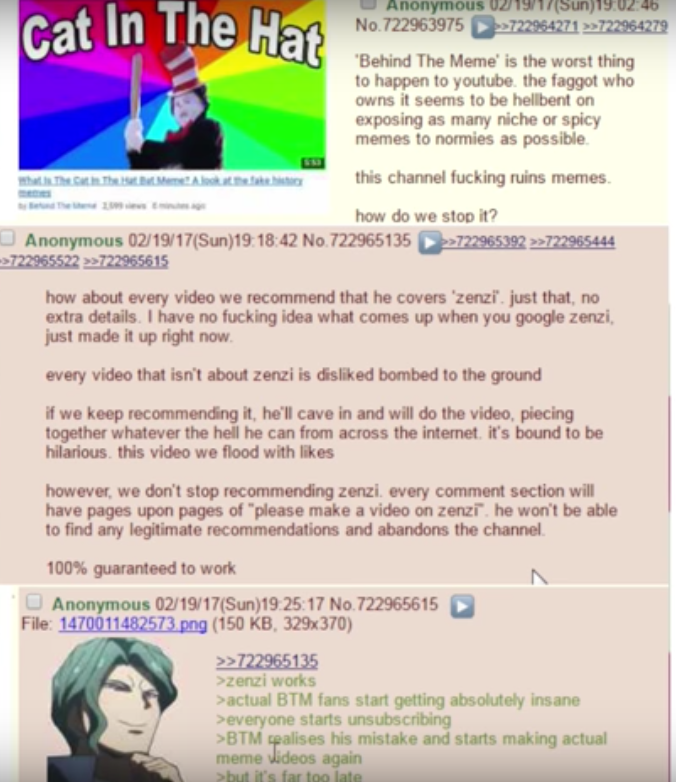 Cat In The Hat
5:53
What Is The Cat In The Hat Bat Meme? A look at the fake history
memes
by Behind The Meme 2,599 views 8 minutes ago
Anonymous 02/19/17(Sun)19:02:46
No.722963975 >>722964271 >>722964279
'Behind The Meme' is the worst thing
to happen to youtube. the faggot who
owns it seems to be hellbent on
exposing as many niche or spicy
memes to normies as possible.
this channel fucking ruins memes.
how do we stop it?
Anonymous 02/19/17(Sun)19:18:42 No.722965135 >>722965392 >>722965444
>>722965522 >>722965615
how about every video we recommend that he covers 'zenzi'. just that, no
extra details. I have no fucking idea what comes up when you google zenzi,
just made it up right now.
every video that isn't about zenzi is disliked bombed to the ground
if we keep recommending it, he'll cave in and will do the video, piecing
together whatever the hell he can from across the internet. it's bound to be
hilarious. this video we flood with likes
however, we don't stop recommending zenzi. every comment section will
have pages upon pages of "please make a video on zenzi". he won't be able
to find any legitimate recommendations and abandons the channel.
100% guaranteed to work
Anonymous 02/19/17(Sun)19:25:17 No.722965615
File: 1470011482573.png (150 KB, 329x370)
>>722965135
>zenzi works
>actual BTM fans start getting absolutely insane
>everyone starts unsubscribing
>BTM realises his mistake and starts making actual
meme videos again
>but it's far too late